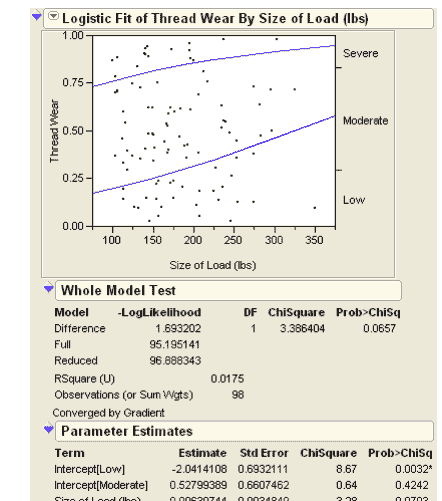 Logistic Fit of Thread Wear By Size of Load (lbs)
1.00
0.75
0.50
0.25
0.00
Thread Wear
Severe
Moderate
Low
100 150 200 250 300 350
Size of Load (lbs)
Whole Model Test
Model -LogLikelihood DF ChiSquare Prob>ChiSq
Difference 1.693202 1 3.386404 0.0657
Full 95.195141
Reduced 96.888343
RSquare (U) 0.0175
Observations (or Sum Wgts) 98
Converged by Gradient
Parameter Estimates
Term Estimate Std Error ChiSquare Prob>ChiSq
Intercept[Low] -2.0414108 0.6932111 8.67 0.0032*
Intercept[Moderate] 0.52799389 0.6607462 0.64 0.4242
Size of Load (lbs)